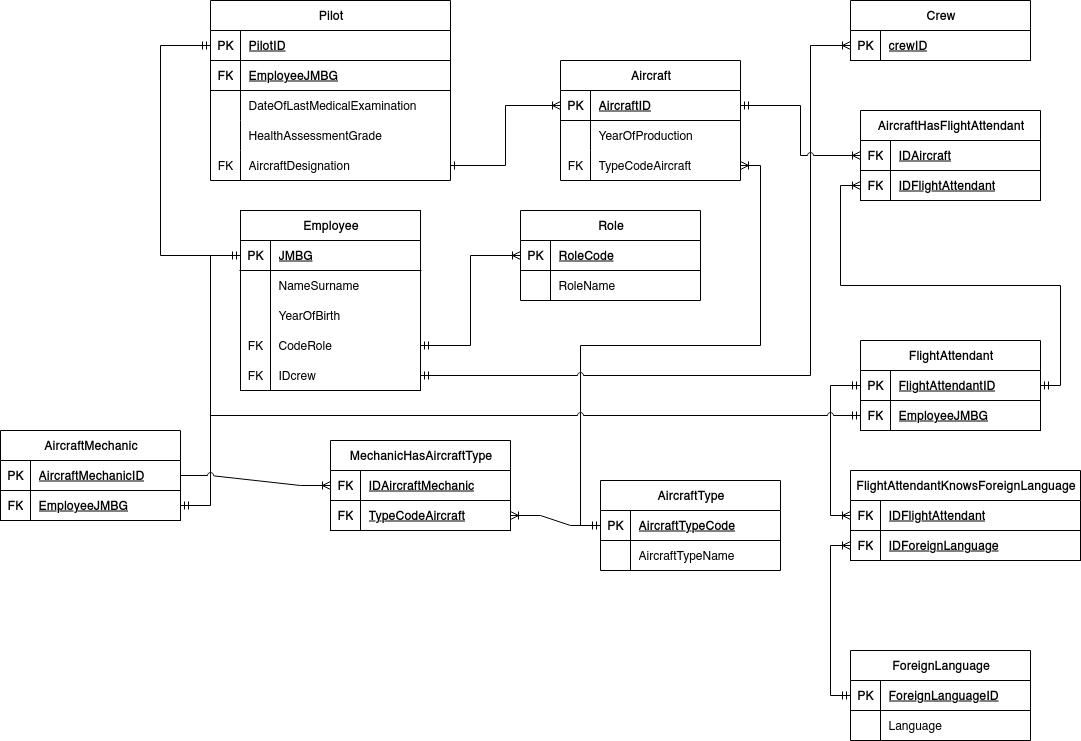 Pilot
PK PilotID
FK EmployeeJMBG
DateOfLastMedicalExamination
HealthAssessmentGrade
FK AircraftDesignation
Aircraft
PK AircraftID
YearOfProduction
FK TypeCodeAircraft
Crew
PK crewID
AircraftHasFlightAttendant
FK IDAircraft
FK IDFlightAttendant
Employee
PK JMBG
NameSurname
YearOfBirth
FK CodeRole
FK IDcrew
Role
PK RoleCode
RoleName
FlightAttendant
PK FlightAttendantID
FK EmployeeJMBG
AircraftMechanic
PK AircraftMechanicID
FK EmployeeJMBG
MechanicHasAircraftType
FK IDAircraftMechanic
FK TypeCodeAircraft
AircraftType
PK AircraftTypeCode
AircraftTypeName
FlightAttendantKnowsForeignLanguage
FK IDFlightAttendant
FK IDForeignLanguage
ForeignLanguage
PK ForeignLanguageID
Language